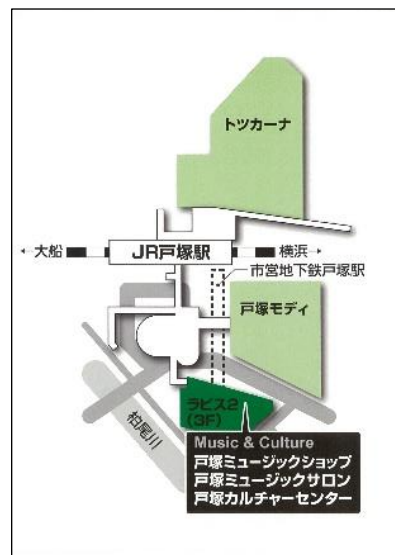 トツカーナ
←大船
JR戸塚駅
横浜→
市営地下鉄戸塚駅
戸塚モディ
ラピス2
(3F)
柏尾川
Music & Culture
戸塚ミュージックショップ
戸塚ミュージックサロン
戸塚カルチャーセンター